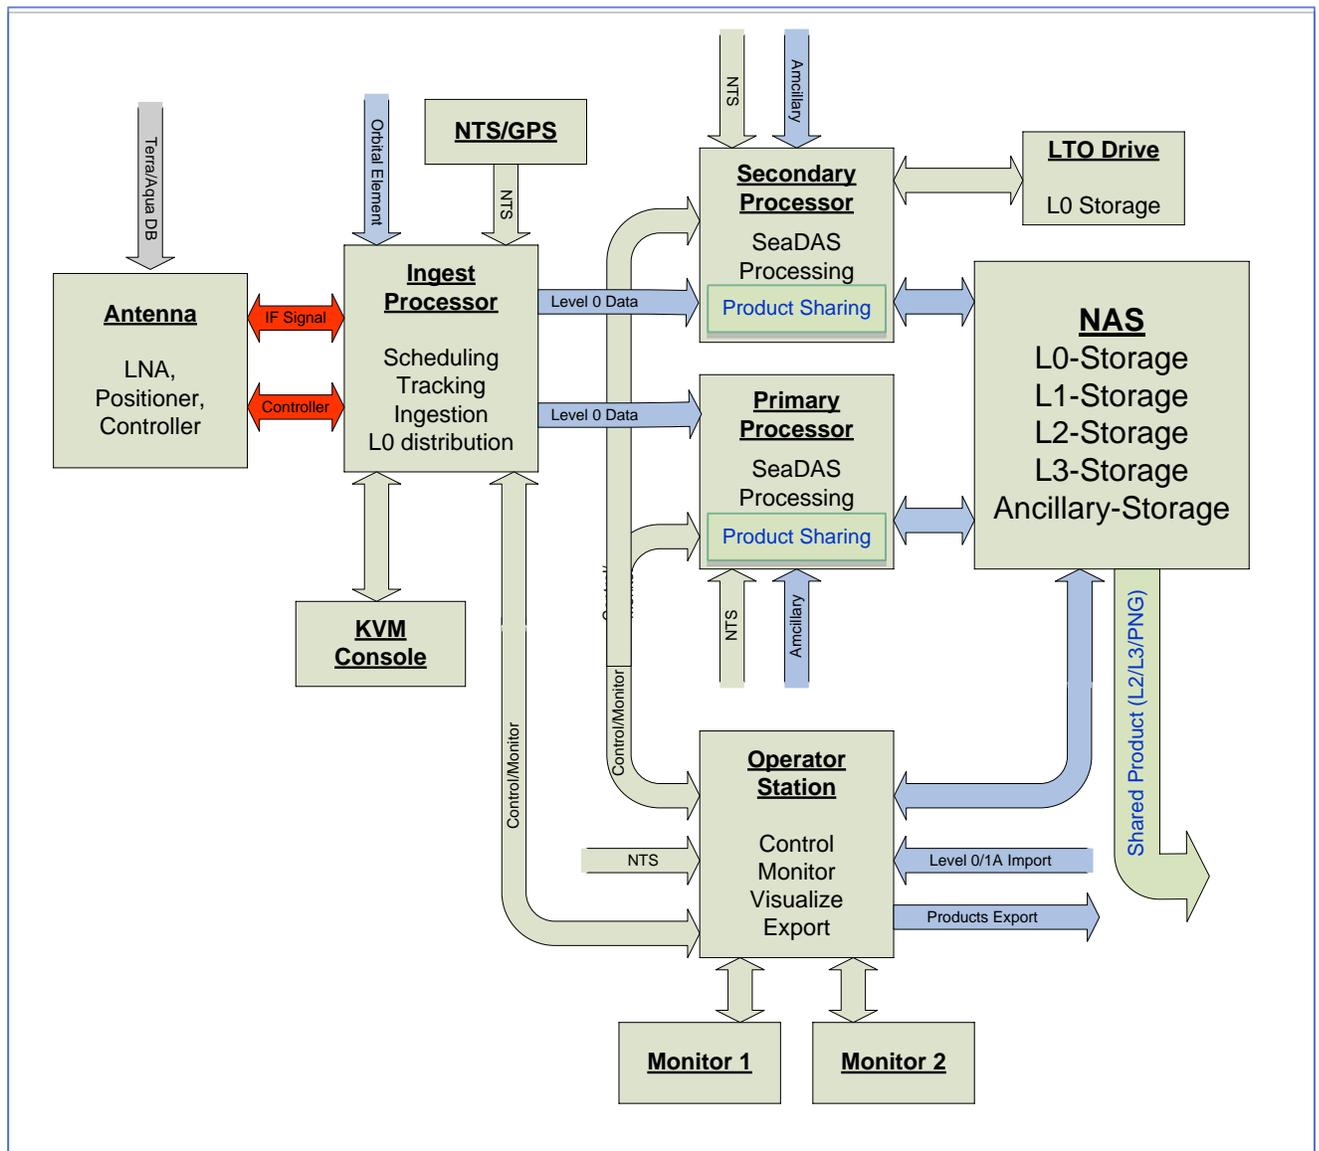 NTS
Amcillary
Terra/Aqua DB
Orbital Element
NTS/GPS
NTS
Secondary
Processor
SeaDAS
Processing
Product Sharing
LTO Drive
L0 Storage
Antenna
LNA,
Positioner,
Controller
IF Signal
Controller
Ingest
Processor
Scheduling
Tracking
Ingestion
L0 distribution
Level 0 Data
Level 0 Data
Primary
Processor
SeaDAS
Processing
Product Sharing
NAS
L0-Storage
L1-Storage
L2-Storage
L3-Storage
Ancillary-Storage
KVM
Console
NTS
Amcillary
Control/Monitor
Control/Monitor
Shared Product (L2/L3/PNG)
Operator
Station
Control
Monitor
Visualize
Export
NTS
Level 0/1A Import
Products Export
Monitor 1
Monitor 2